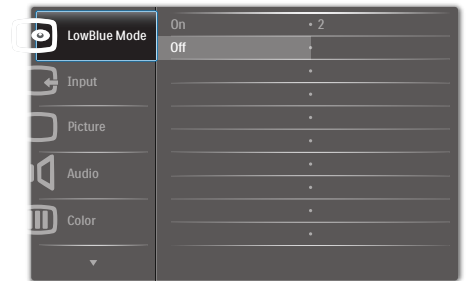 LowBlue Mode
On • 2
Off •
Input
Picture
Audio
Color